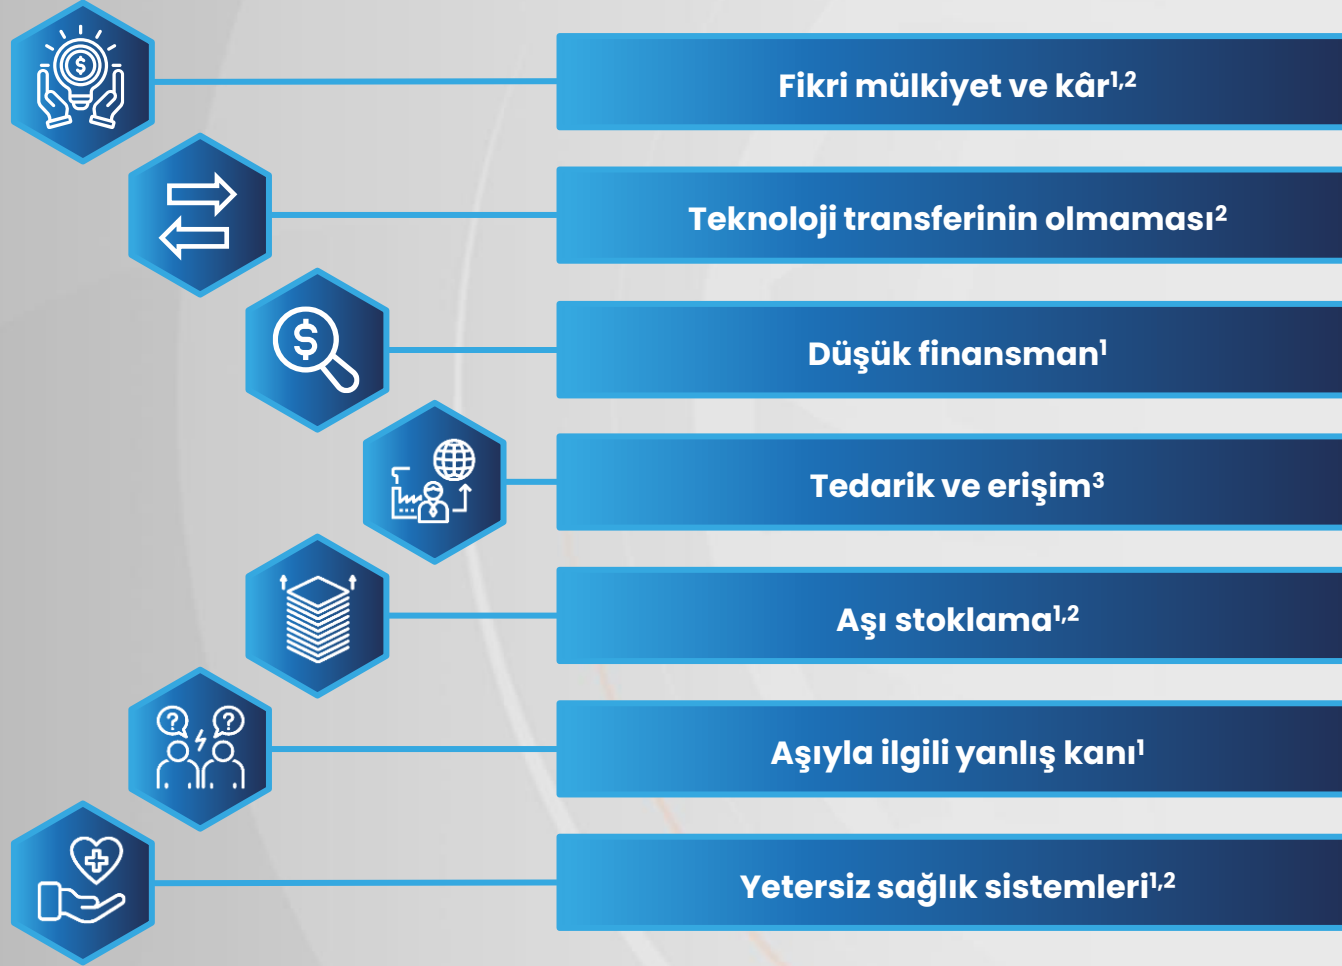 Fikri mülkiyet ve kâr¹,²
Teknoloji transferinin olmaması²
Düşük finansman¹
Tedarik ve erişim³
Aşı stoklama¹,²
Aşıyla ilgili yanlış kanı¹
Yetersiz sağlık sistemleri¹,²